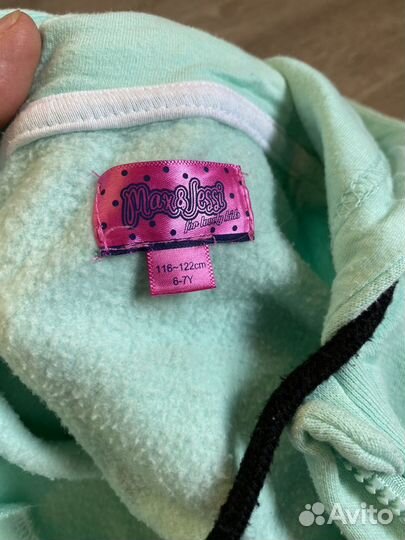 Max&Jessi
for lovely kids
116~122cm
6-7Y
Avito